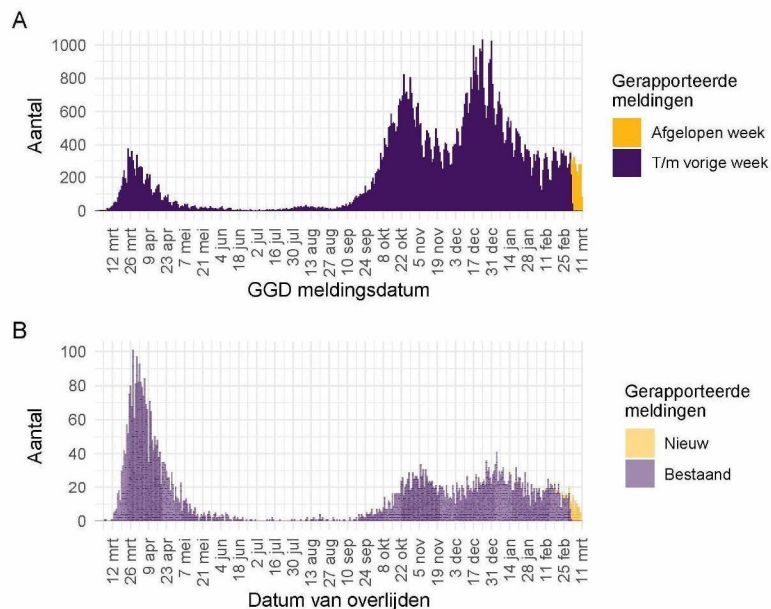 A
Aantal
1000
800
600
400
200
0
12 mrt
26 mrt
9 apr
23 apr
7 mei
21 mei
4 jun
18 jun
2 jul
16 jul
30 jul
13 aug
27 aug
10 sep
24 sep
8 okt
22 okt
5 nov
19 nov
3 dec
17 dec
31 dec
14 jan
28 jan
11 feb
25 feb
11 mrt
GGD meldingsdatum
Gerapporteerde
meldingen
Afgelopen week
T/m vorige week
B
Aantal
100
80
60
40
20
0
12 mrt
26 mrt
9 apr
23 apr
7 mei
21 mei
4 jun
18 jun
2 jul
16 jul
30 jul
13 aug
27 aug
10 sep
24 sep
8 okt
22 okt
5 nov
19 nov
3 dec
17 dec
31 dec
14 jan
28 jan
11 feb
25 feb
11 mrt
Datum van overlijden
Gerapporteerde
meldingen
Nieuw
Bestaand